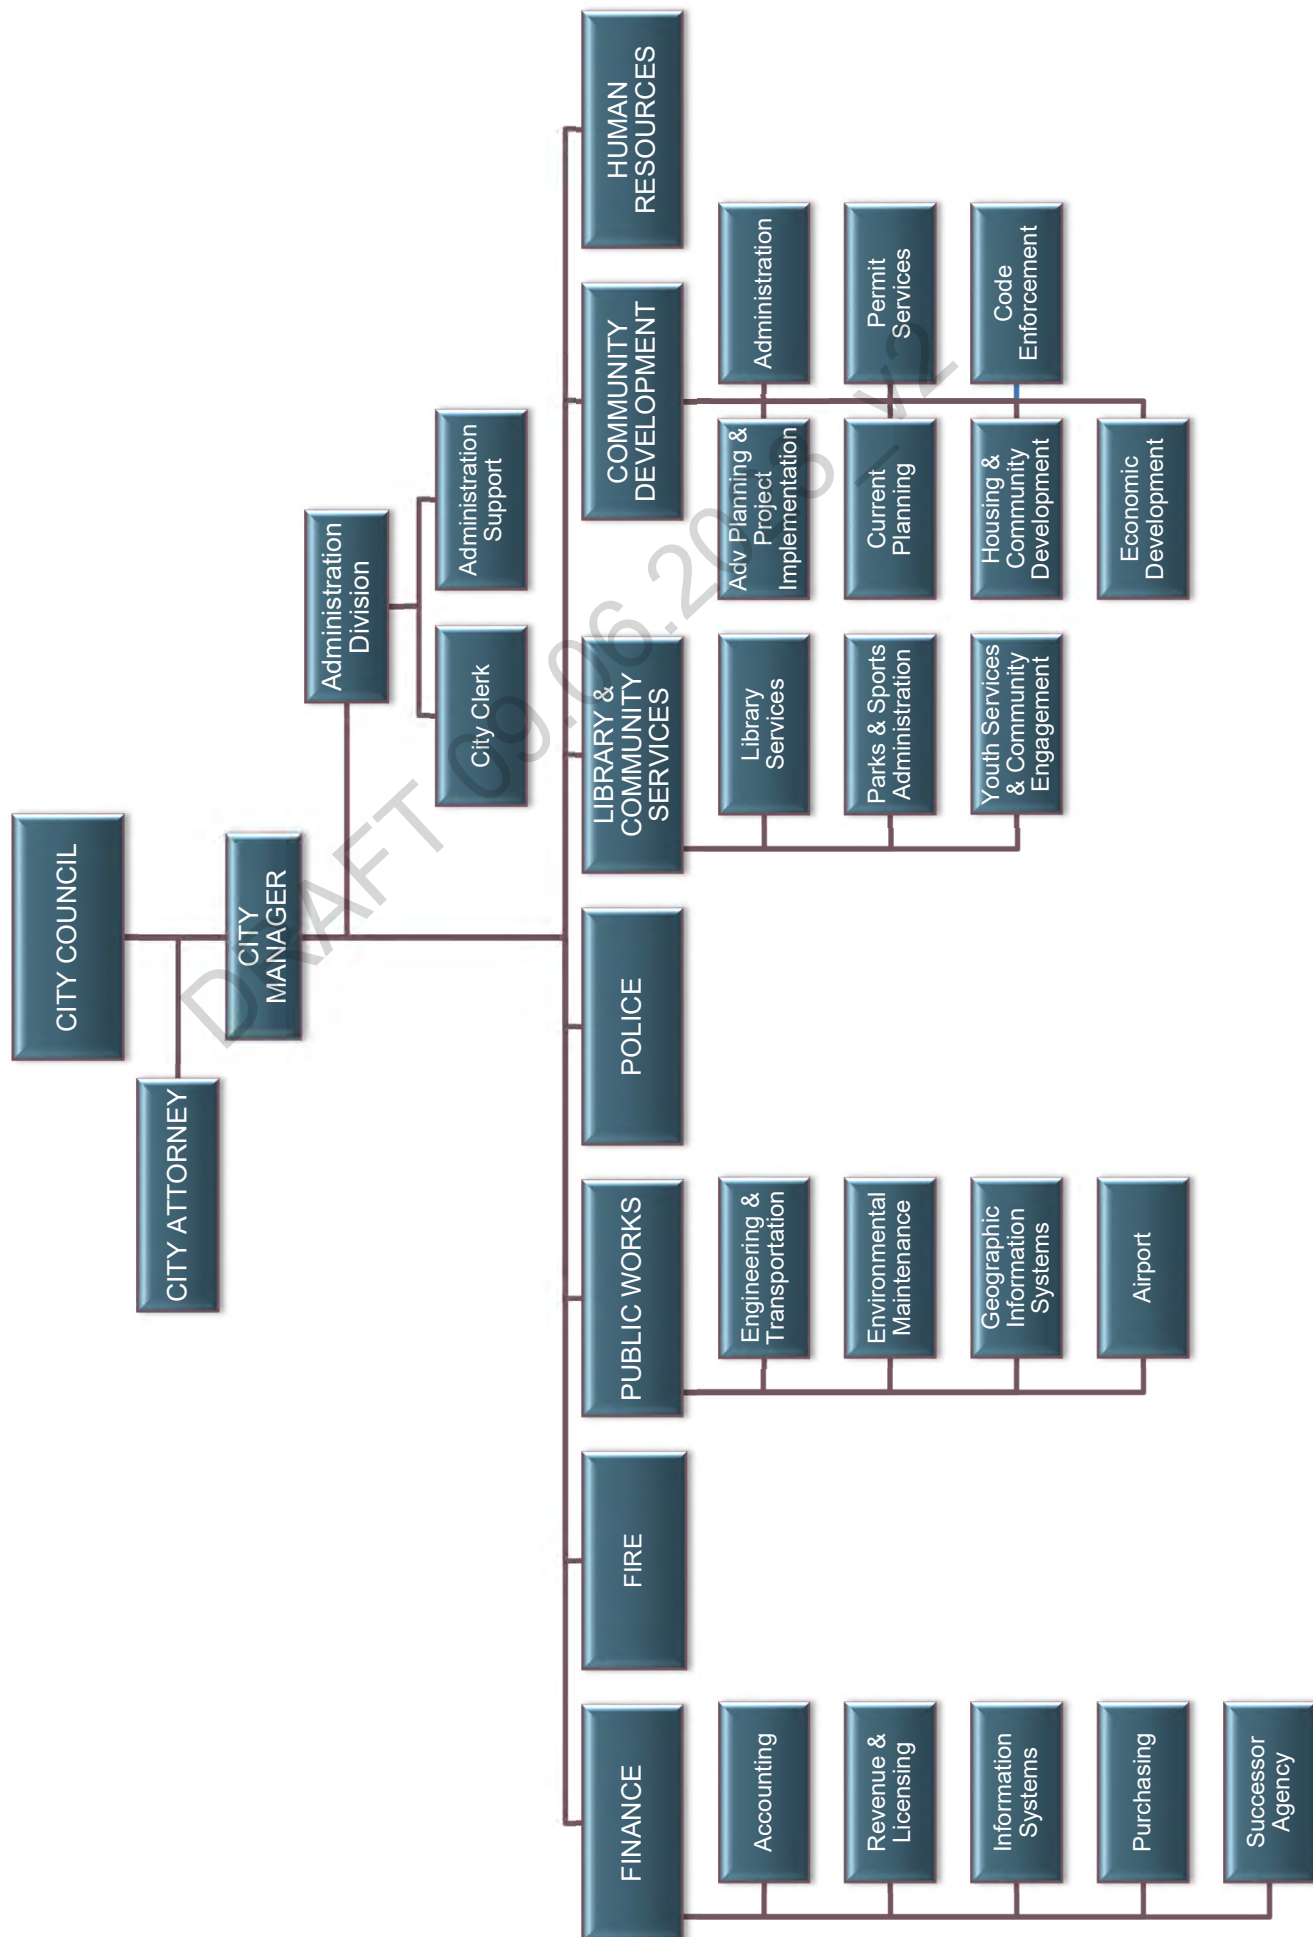 CITY COUNCIL
CITY ATTORNEY
CITY
MANAGER
Administration
Division
City Clerk
Administration
Support
FINANCE
FIRE
PUBLIC WORKS
POLICE
LIBRARY &
COMMUNITY
SERVICES
COMMUNITY
DEVELOPMENT
HUMAN
RESOURCES
Accounting
Revenue &
Licensing
Information
Systems
Purchasing
Successor
Agency
Engineering &
Transportation
Environmental
Maintenance
Geographic
Information
Systems
Airport
Library
Services
Parks & Sports
Administration
Youth Services
& Community
Engagement
Adv Planning &
Project
Implementation
Administration
Current
Planning
Permit
Services
Housing &
Community
Development
Code
Enforcement
Economic
Development
DRAFT 09.06.2018_v2